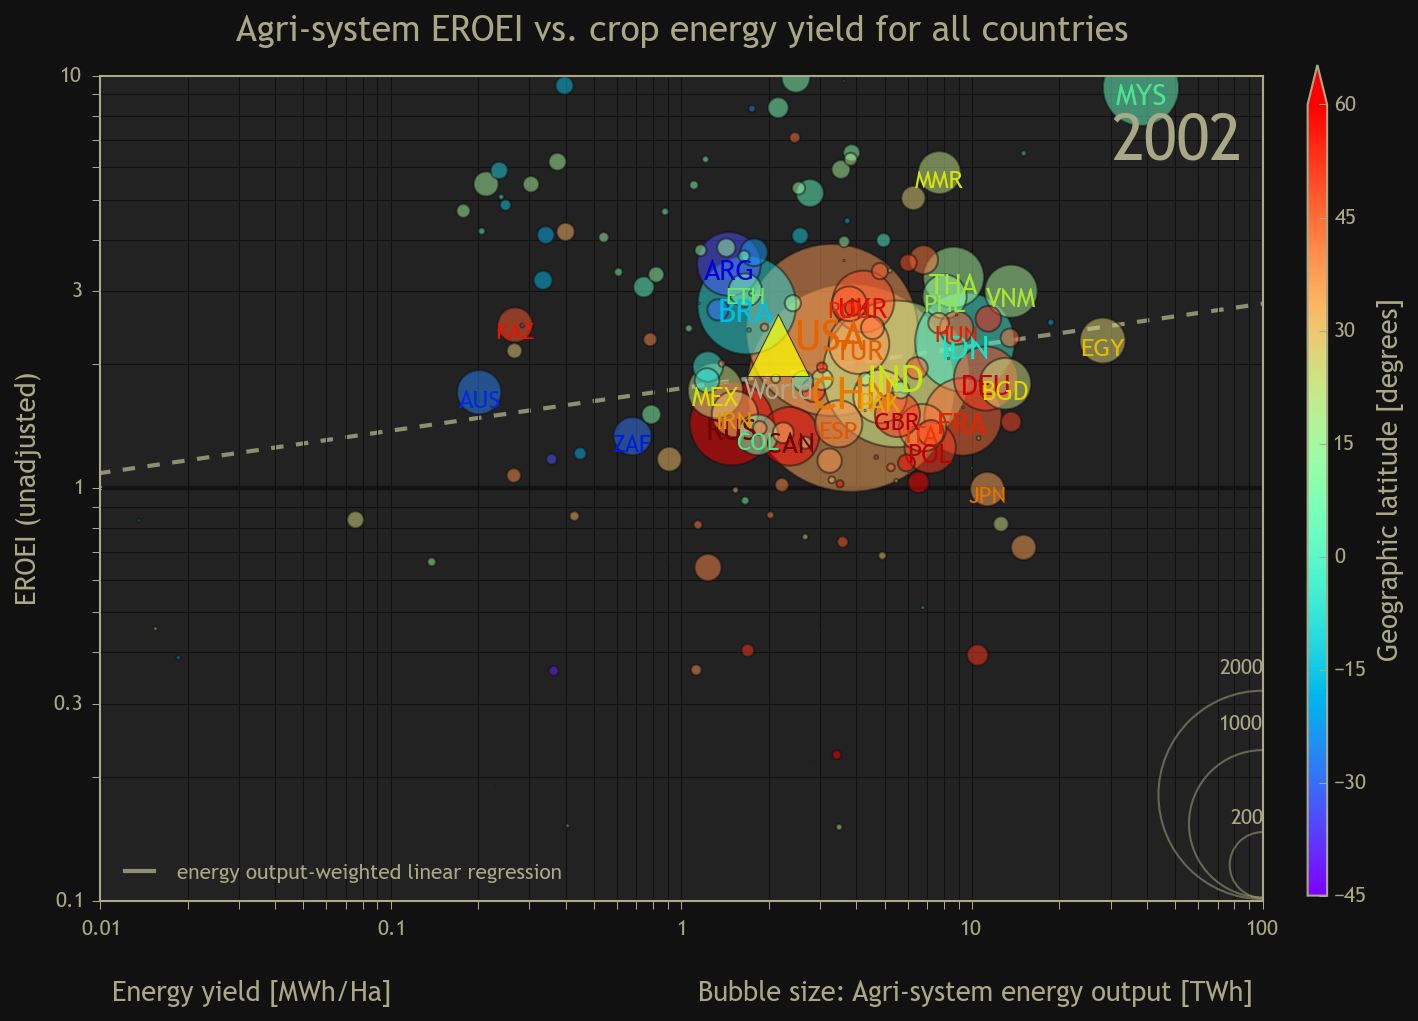 Agri-system EROEI vs. crop energy yield for all countries
2002
MYS
MMR
ARG
THA
VNM
ETH
PHL
BRA
UKR
USA
KAZ
HUN
IDN
EGY
TUR
World
CHN
IND
DEU
BGD
AUS
MEX
PAK
IRN
RUS
GBR
FRA
ESP
COL
CAN
ZAF
POL
JPN
10
3
1
0.3
0.1
EROEI (unadjusted)
0.01
0.1
1
10
100
Energy yield [MWh/Ha]
Bubble size: Agri-system energy output [TWh]
energy output-weighted linear regression
2000
1000
200
60
45
30
15
0
−15
−30
−45
Geographic latitude [degrees]